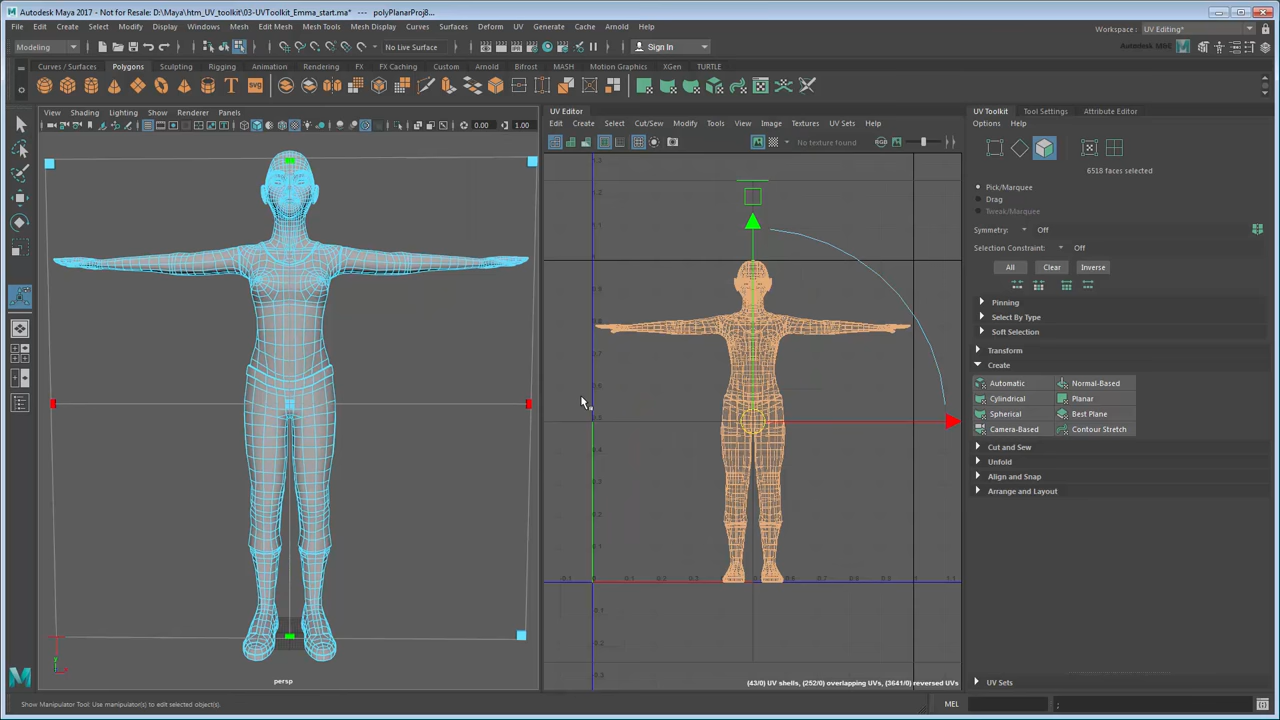 Autodesk Maya 2017 - Not for Resale: D:\Maya\htm_UV_toolkit\03-UVToolkit_Emma_start.ma* --- polyPlanarProj8...
File Edit Create Select Modify Display Windows Mesh Edit Mesh Mesh Tools Mesh Display Curves Surfaces Deform UV Generate Cache Arnold Help
Workspace: UV Editing*
Modeling
No Live Surface
Sign In
Autodesk MBE
Curves / Surfaces Polygons Sculpting Rigging Animation Rendering FX FX Caching Custom Arnold Bifrost MASH Motion Graphics XGen TURTLE
View Shading Lighting Show Renderer Panels
0.00
1.00
persp
UV Editor
Edit Create Select Cut/Sew Modify Tools View Image Textures UV Sets Help
No texture found
(43/0) UV shells, (252/0) overlapping UVs, (3641/0) reversed UVs
UV Toolkit Tool Settings Attribute Editor
Options Help
6518 faces selected
Pick/Marquee
Drag
Tweak/Marquee
Symmetry: Off
Selection Constraint: Off
All Clear Inverse
Pinning
Select By Type
Soft Selection
Transform
Create
Automatic Normal-Based
Cylindrical Planar
Spherical Best Plane
Camera-Based Contour Stretch
Cut and Sew
Unfold
Align and Snap
Arrange and Layout
UV Sets
Show Manipulator Tool: Use manipulator(s) to edit selected object(s).
MEL